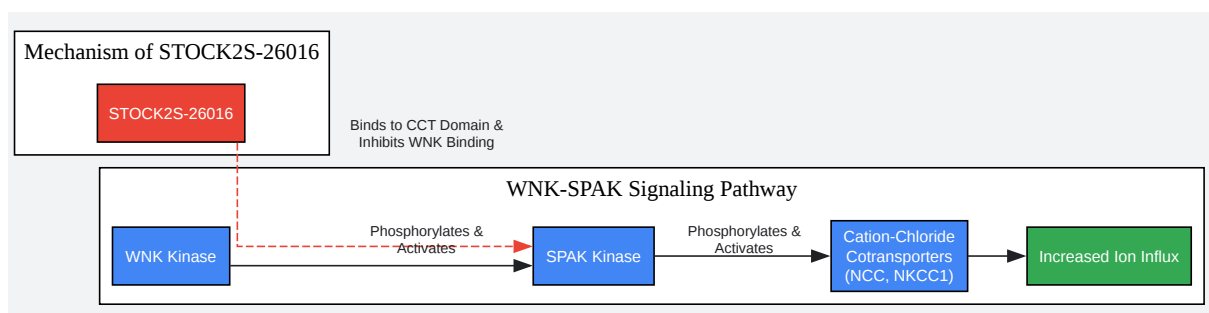 Mechanism of STOCK2S-26016
STOCK2S-26016
Binds to CCT Domain &
Inhibits WNK Binding
WNK-SPAK Signaling Pathway
WNK Kinase
Phosphorylates &
Activates
SPAK Kinase
Phosphorylates &
Activates
Cation-Chloride
Cotransporters
(NCC, NKCC1)
Increased Ion Influx